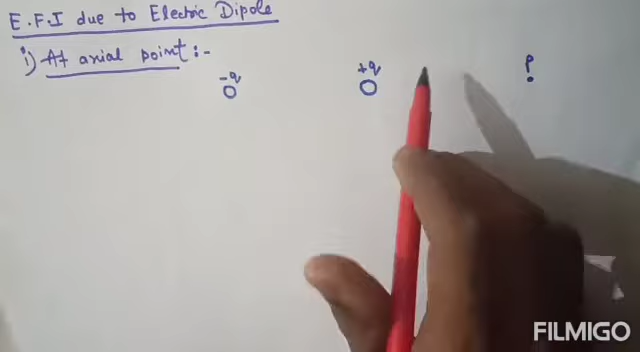 E.F.I due to Electric Dipole
i) At axial point :-
-q +q P
FILMIGO